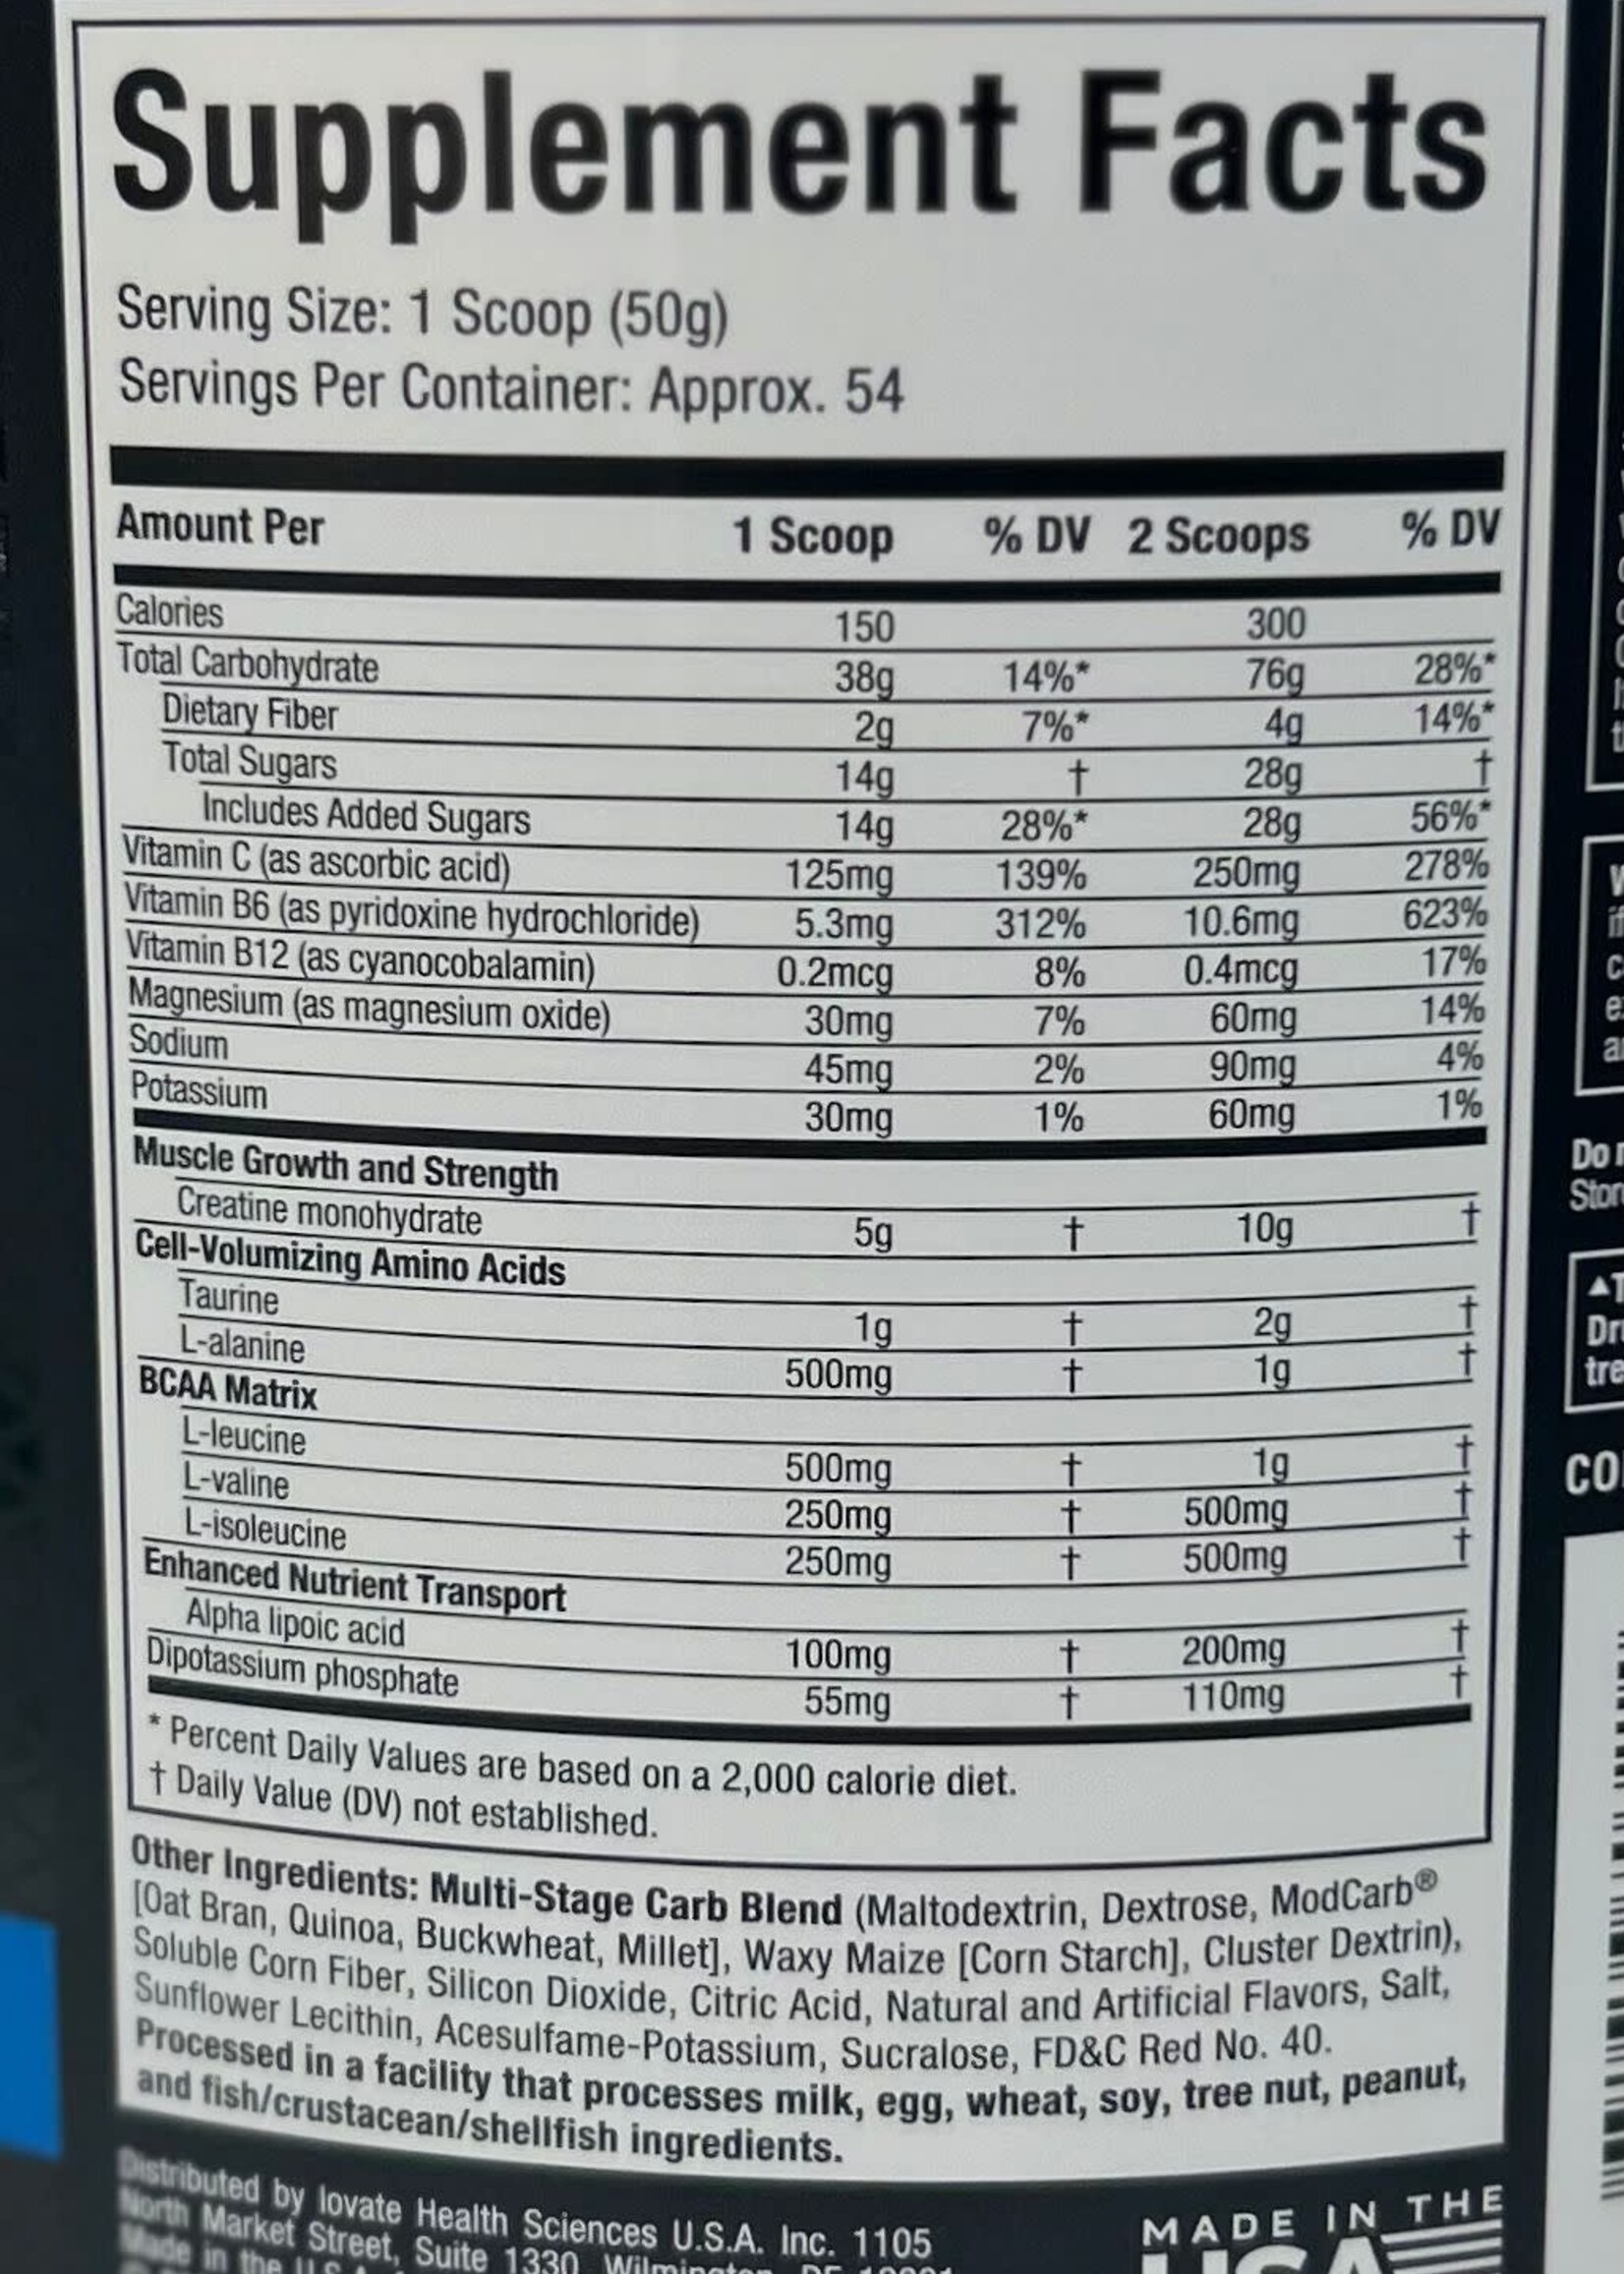 Supplement Facts
Serving Size: 1 Scoop (50g)
Servings Per Container: Approx. 54
Amount Per 1 Scoop % DV 2 Scoops % DV
Calories 150 300
Total Carbohydrate 38g 14%* 76g 28%*
Dietary Fiber 2g 7%* 4g 14%*
Total Sugars 14g † 28g †
Includes Added Sugars 14g 28%* 28g 56%*
Vitamin C (as ascorbic acid) 125mg 139% 250mg 278%
Vitamin B6 (as pyridoxine hydrochloride) 5.3mg 312% 10.6mg 623%
Vitamin B12 (as cyanocobalamin) 0.2mcg 8% 0.4mcg 17%
Magnesium (as magnesium oxide) 30mg 7% 60mg 14%
Sodium 45mg 2% 90mg 4%
Potassium 30mg 1% 60mg 1%
Muscle Growth and Strength
Creatine monohydrate 5g † 10g †
Cell-Volumizing Amino Acids
Taurine 1g † 2g †
L-alanine 500mg † 1g †
BCAA Matrix
L-leucine 500mg † 1g †
L-valine 250mg † 500mg †
L-isoleucine 250mg † 500mg †
Enhanced Nutrient Transport
Alpha lipoic acid 100mg † 200mg †
Dipotassium phosphate 55mg † 110mg †
* Percent Daily Values are based on a 2,000 calorie diet.
† Daily Value (DV) not established.
Other Ingredients: Multi-Stage Carb Blend (Maltodextrin, Dextrose, ModCarb®
[Oat Bran, Quinoa, Buckwheat, Millet], Waxy Maize [Corn Starch], Cluster Dextrin),
Soluble Corn Fiber, Silicon Dioxide, Citric Acid, Natural and Artificial Flavors, Salt,
Sunflower Lecithin, Acesulfame-Potassium, Sucralose, FD&C Red No. 40.
Processed in a facility that processes milk, egg, wheat, soy, tree nut, peanut,
and fish/crustacean/shellfish ingredients.
Distributed by Iovate Health Sciences U.S.A. Inc. 1105
North Market Street, Suite 1330
Made in the
MADE IN THE
USA